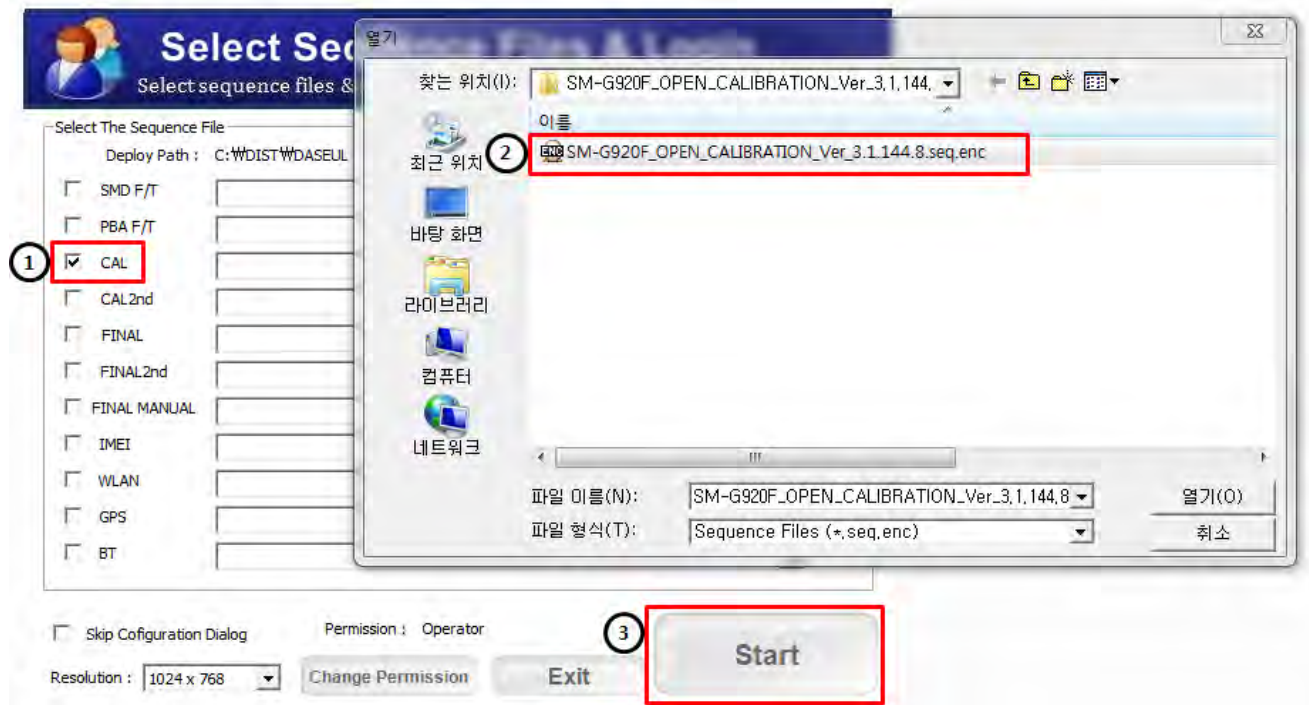 Select Seq
Select sequence files &
Select The Sequence File
Deploy Path : C:₩DIST₩DASEUL
SMD F/T
PBA F/T
1
CAL
CAL2nd
FINAL
FINAL2nd
FINAL MANUAL
IMEI
WLAN
GPS
BT
열기
찾는 위치(I):
SM-G920F_OPEN_CALIBRATION_Ver_3,1,144,
이름
2
SM-G920F_OPEN_CALIBRATION_Ver_3.1.144.8.seq.enc
최근 위치
바탕 화면
라이브러리
컴퓨터
네트워크
파일 이름(N):
SM-G920F_OPEN_CALIBRATION_Ver_3,1,144,8
열기(O)
파일 형식(T):
Sequence Files (*,seq,enc)
취소
Skip Cofiguration Dialog
Permission : Operator
3
Start
Resolution :
1024 x 768
Change Permission
Exit